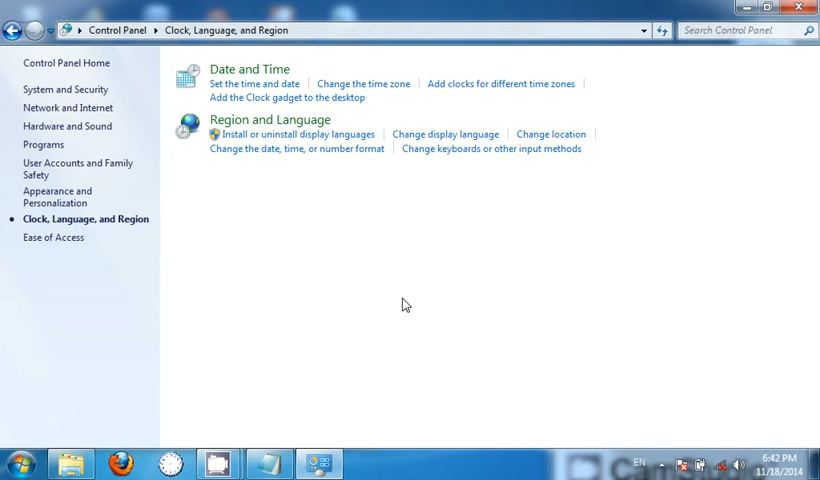 Control Panel Clock, Language, and Region Search Control Panel
Control Panel Home
System and Security
Network and Internet
Hardware and Sound
Programs
User Accounts and Family
Safety
Appearance and
Personalization
Clock, Language, and Region
Ease of Access
Date and Time
Set the time and date Change the time zone Add clocks for different time zones
Add the Clock gadget to the desktop
Region and Language
Install or uninstall display languages Change display language Change location
Change the date, time, or number format Change keyboards or other input methods
EN 6:42 PM
11/18/2014